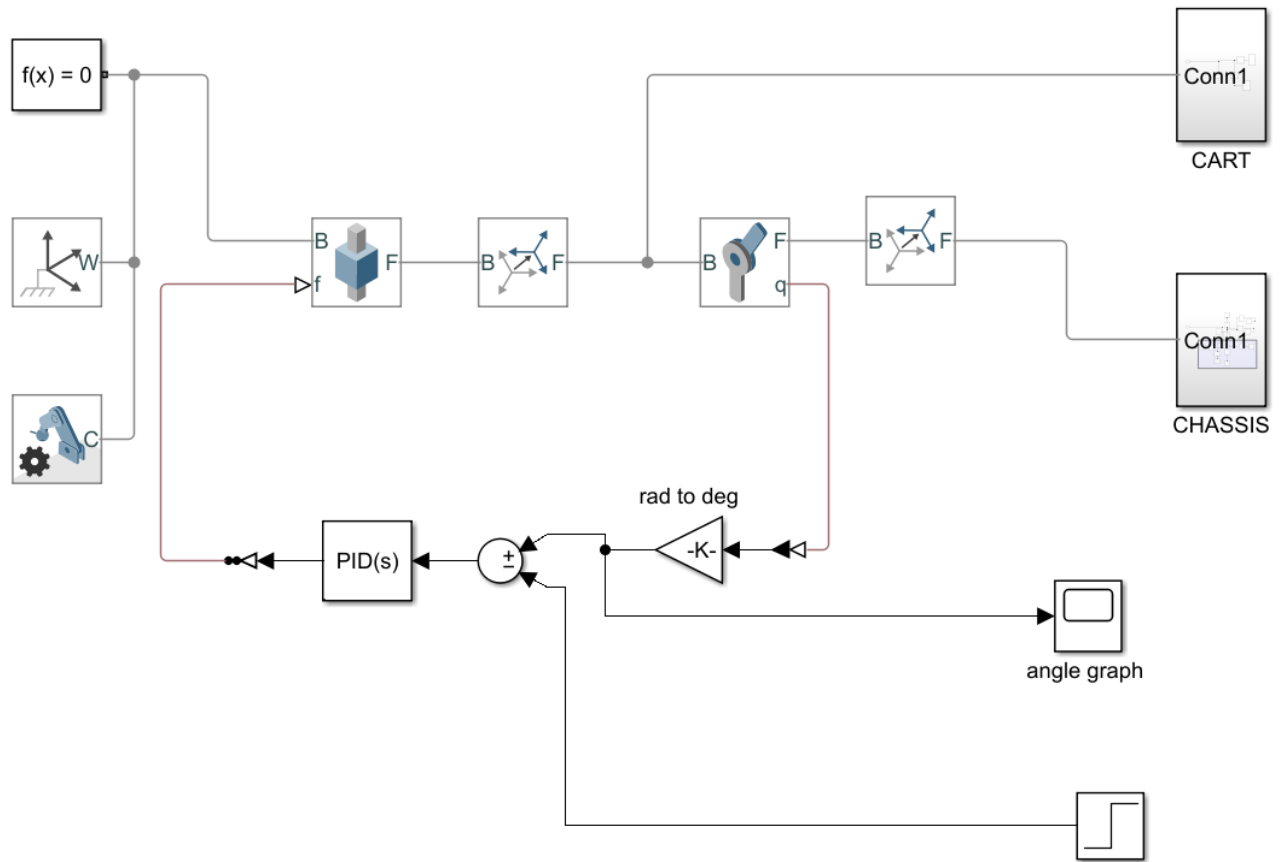 f(x) = 0
Conn1
CART
W
B
f
F
B
F
B
F
q
B
F
Conn1
CHASSIS
C
rad to deg
-K-
PID(s)
+
−
angle graph